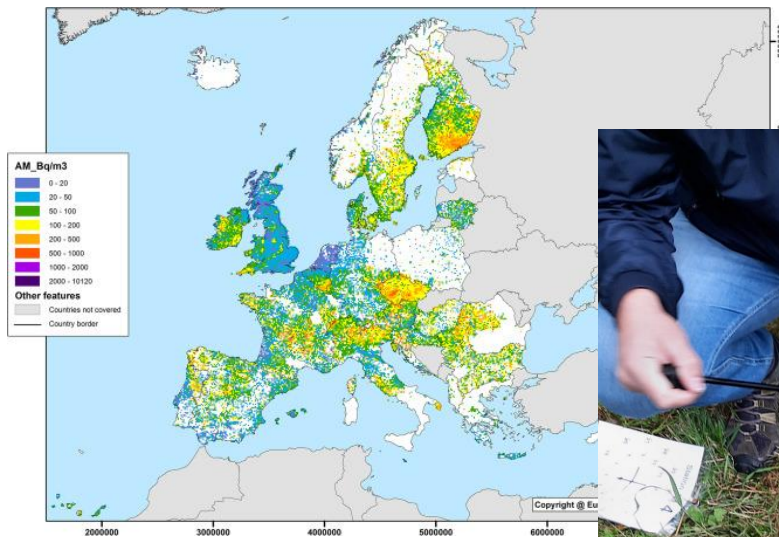 AM_Bq/m3
0 - 20
20 - 50
50 - 100
100 - 200
200 - 500
500 - 1000
1000 - 2000
2000 - 10120
Other features
Countries not covered
Country border
Copyright @ Eu
2000000
3000000
4000000
5000000
6000000